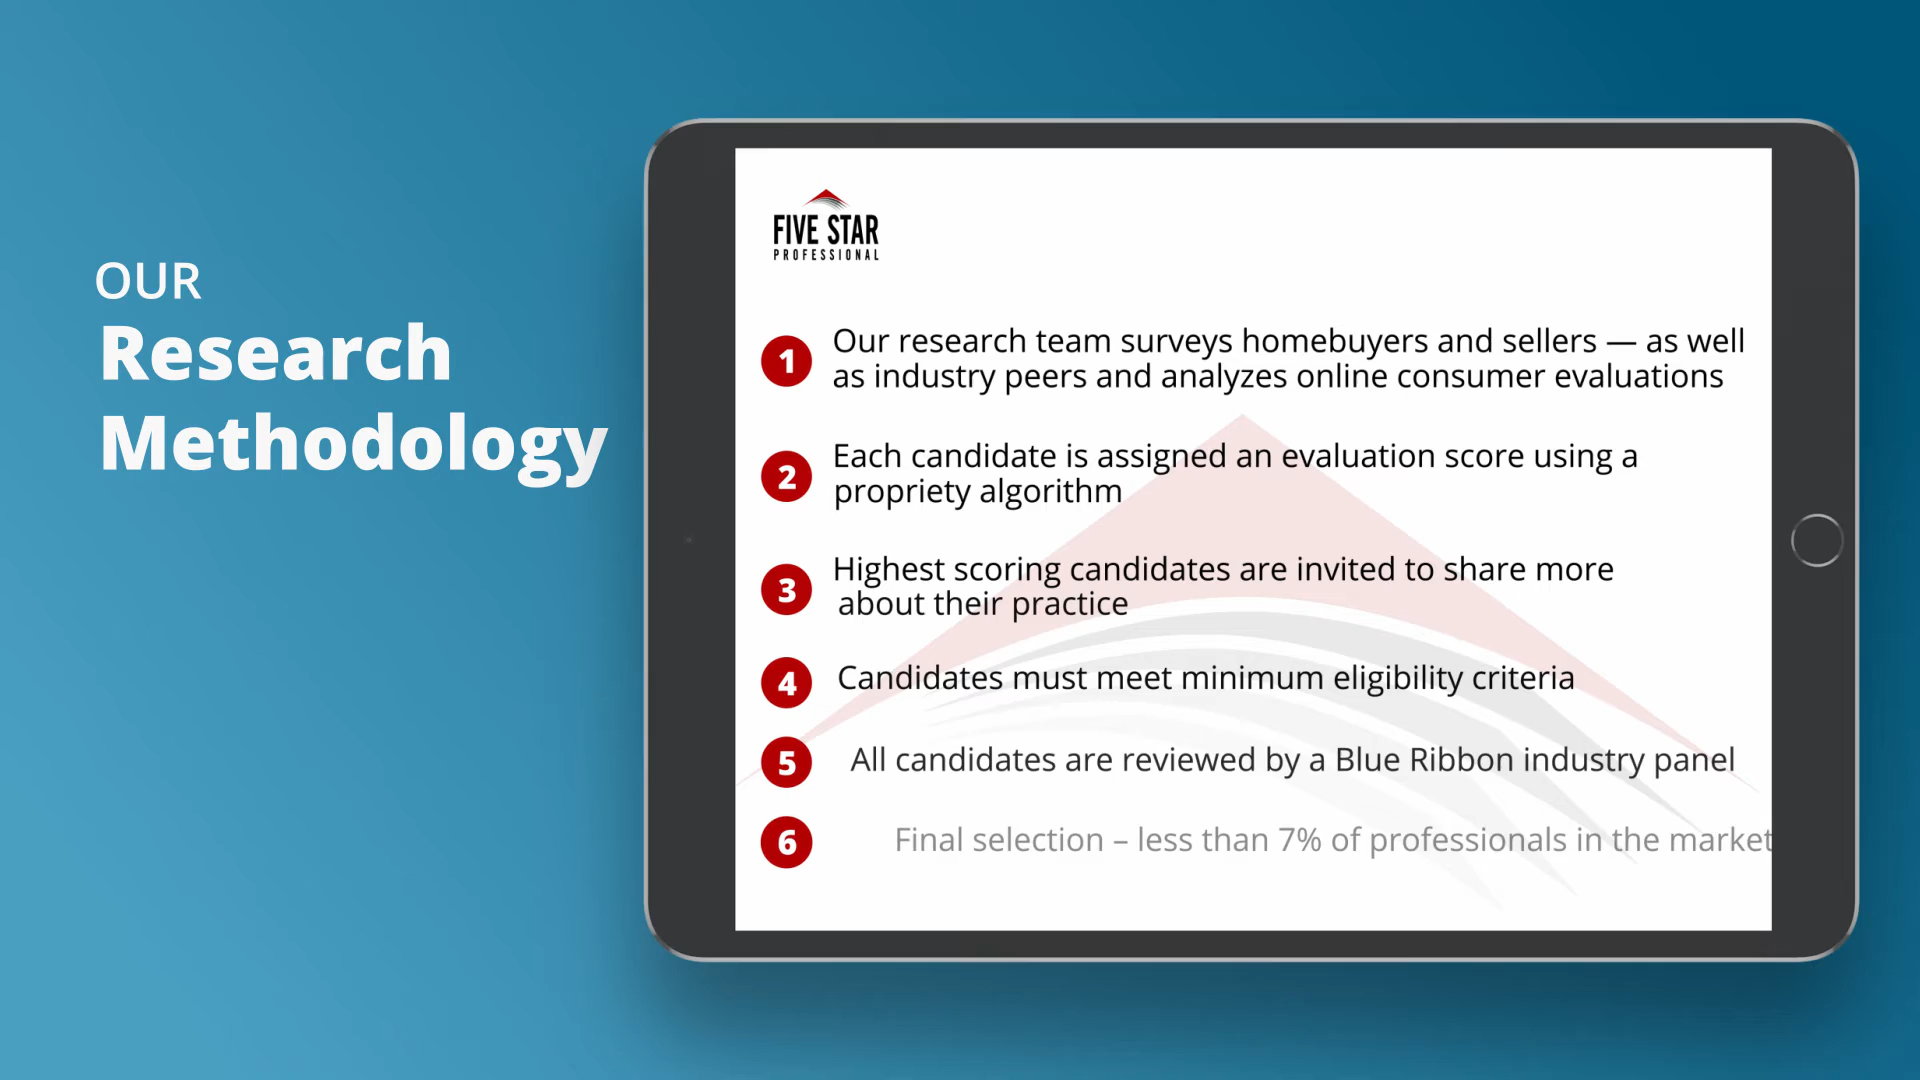 OUR
Research
Methodology
FIVE STAR
PROFESSIONAL
1 Our research team surveys homebuyers and sellers — as well
as industry peers and analyzes online consumer evaluations
2 Each candidate is assigned an evaluation score using a
propriety algorithm
3 Highest scoring candidates are invited to share more
about their practice
4 Candidates must meet minimum eligibility criteria
5 All candidates are reviewed by a Blue Ribbon industry panel
6 Final selection – less than 7% of professionals in the market